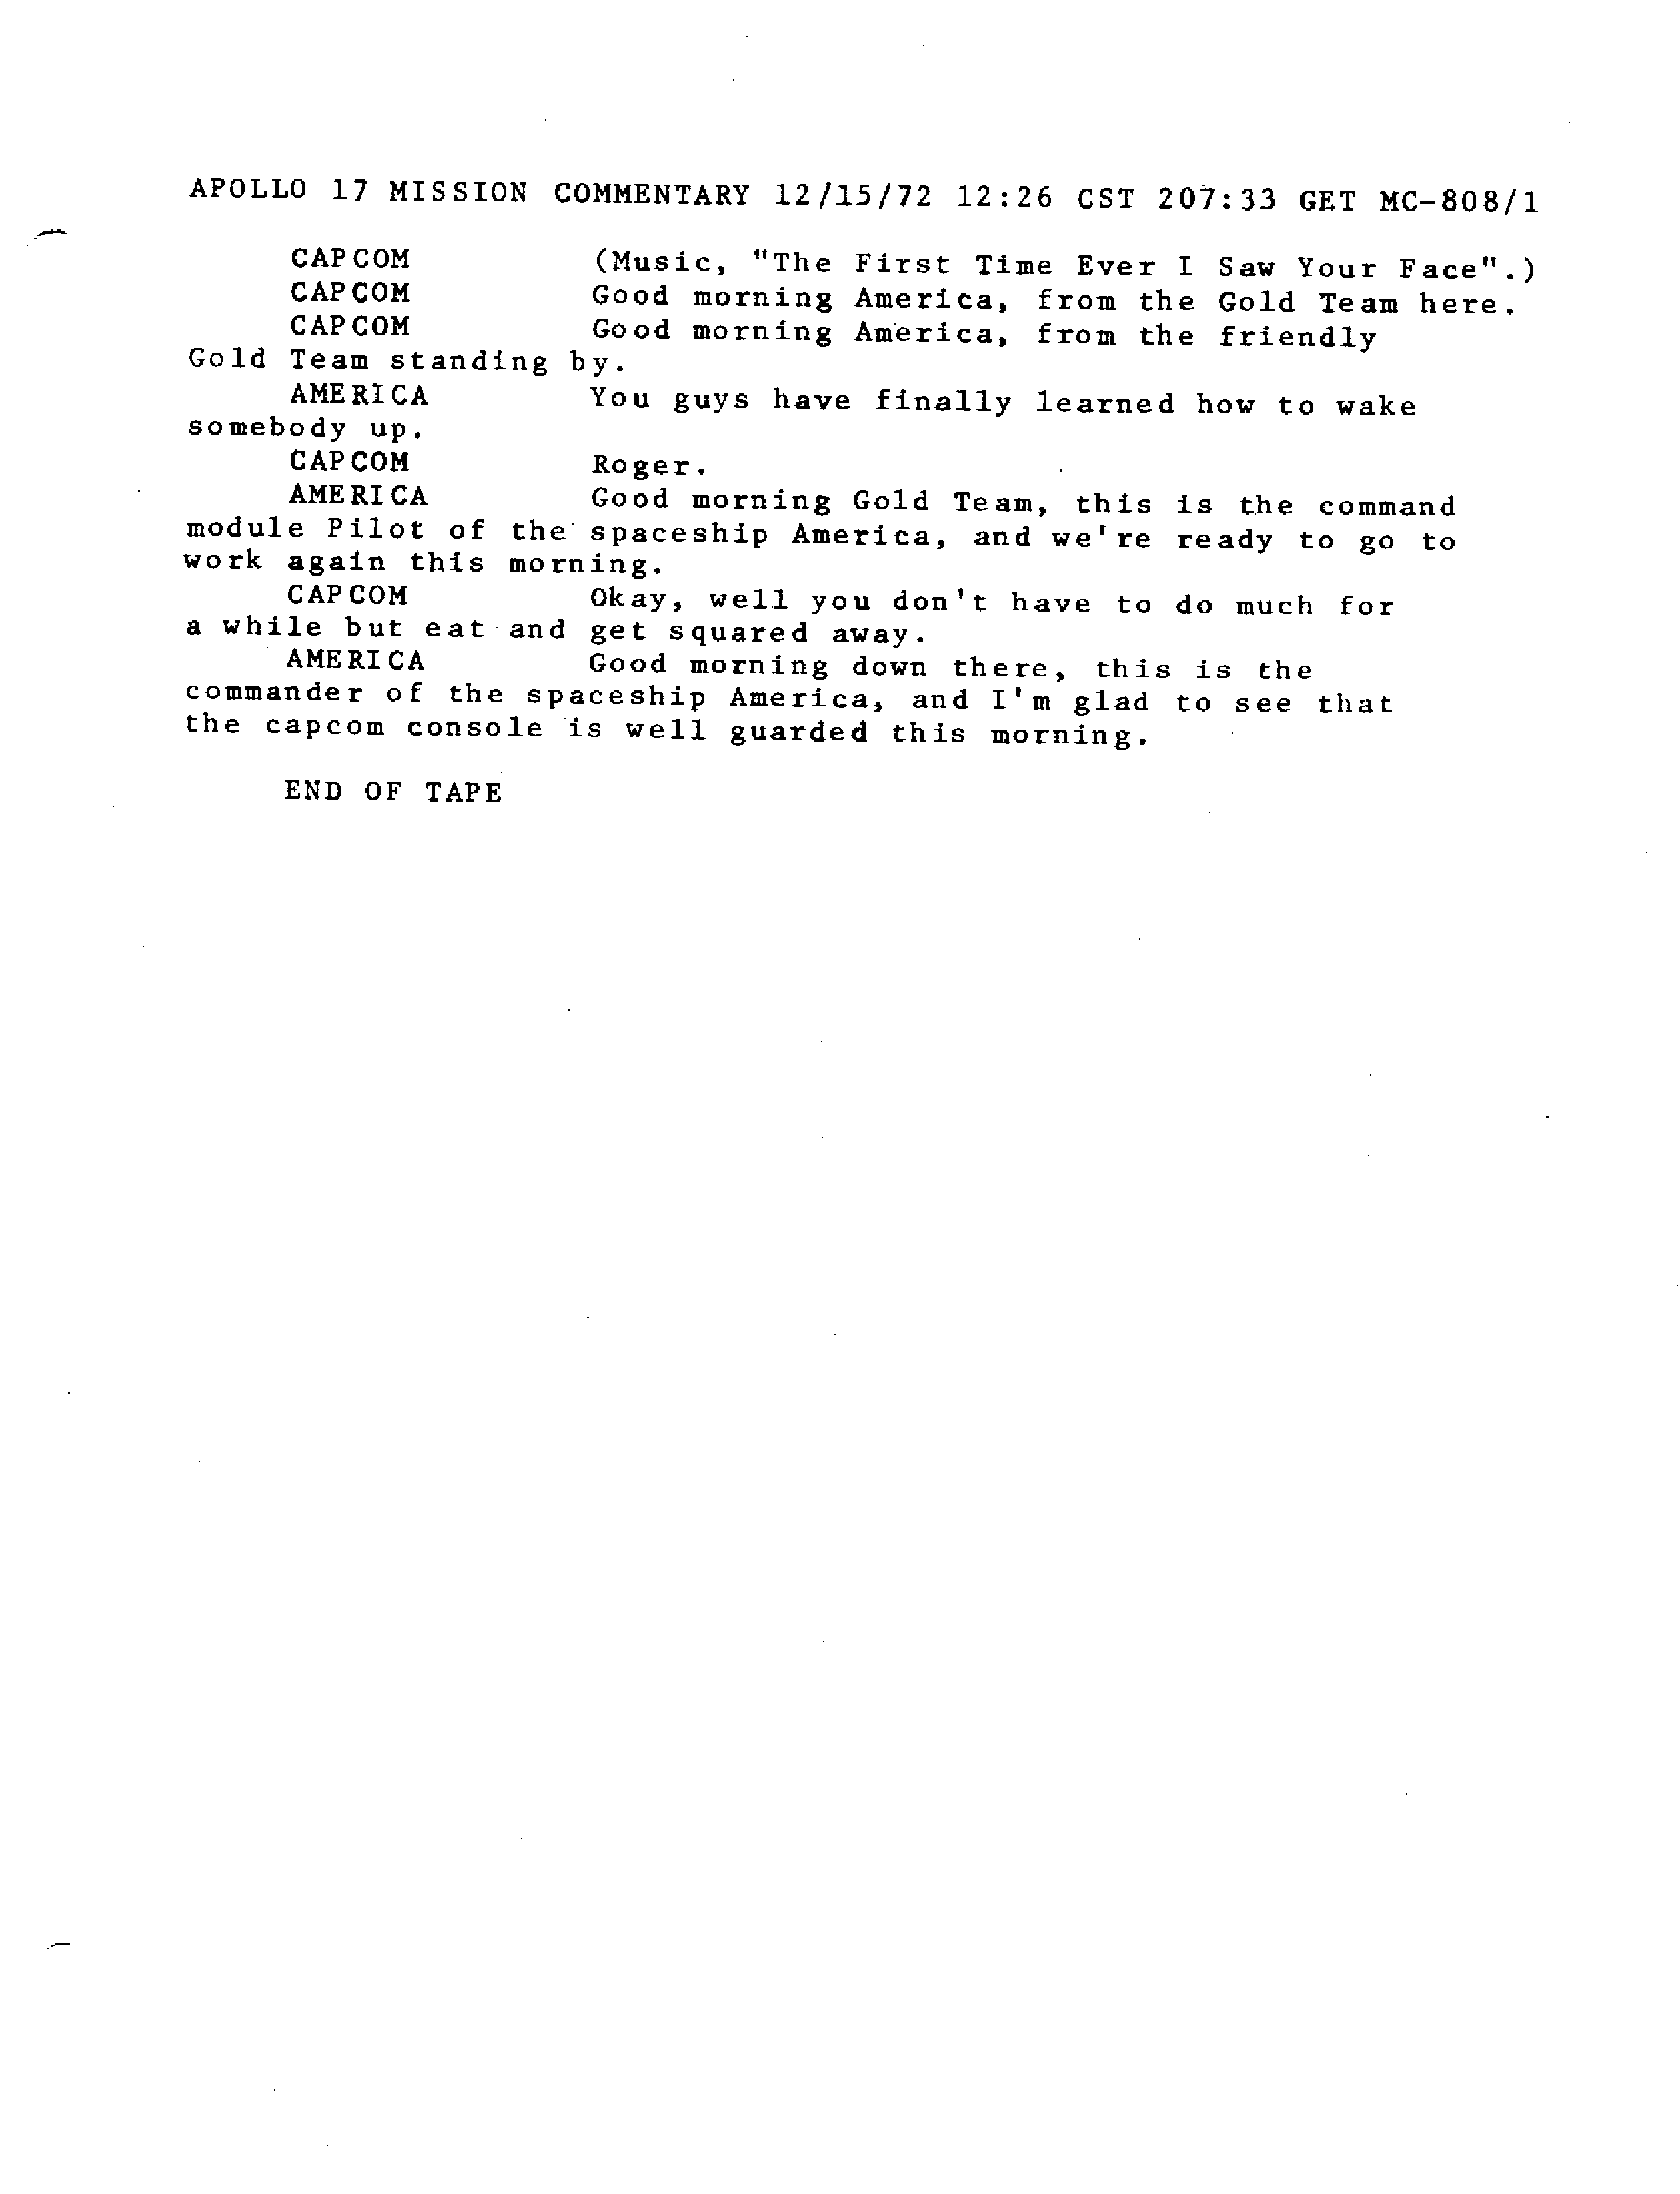 APOLLO 17 MISSION COMMENTARY 12/15/72 12:26 CST 207:33 GET MC-808/1
CAPCOM (Music, "The First Time Ever I Saw Your Face".)
CAPCOM Good morning America, from the Gold Team here.
CAPCOM Good morning America, from the friendly
Gold Team standing by.
AMERICA You guys have finally learned how to wake
somebody up.
CAPCOM Roger.
AMERICA Good morning Gold Team, this is the command
module Pilot of the spaceship America, and we're ready to go to
work again this morning.
CAPCOM Okay, well you don't have to do much for
a while but eat and get squared away.
AMERICA Good morning down there, this is the
commander of the spaceship America, and I'm glad to see that
the capcom console is well guarded this morning.
END OF TAPE